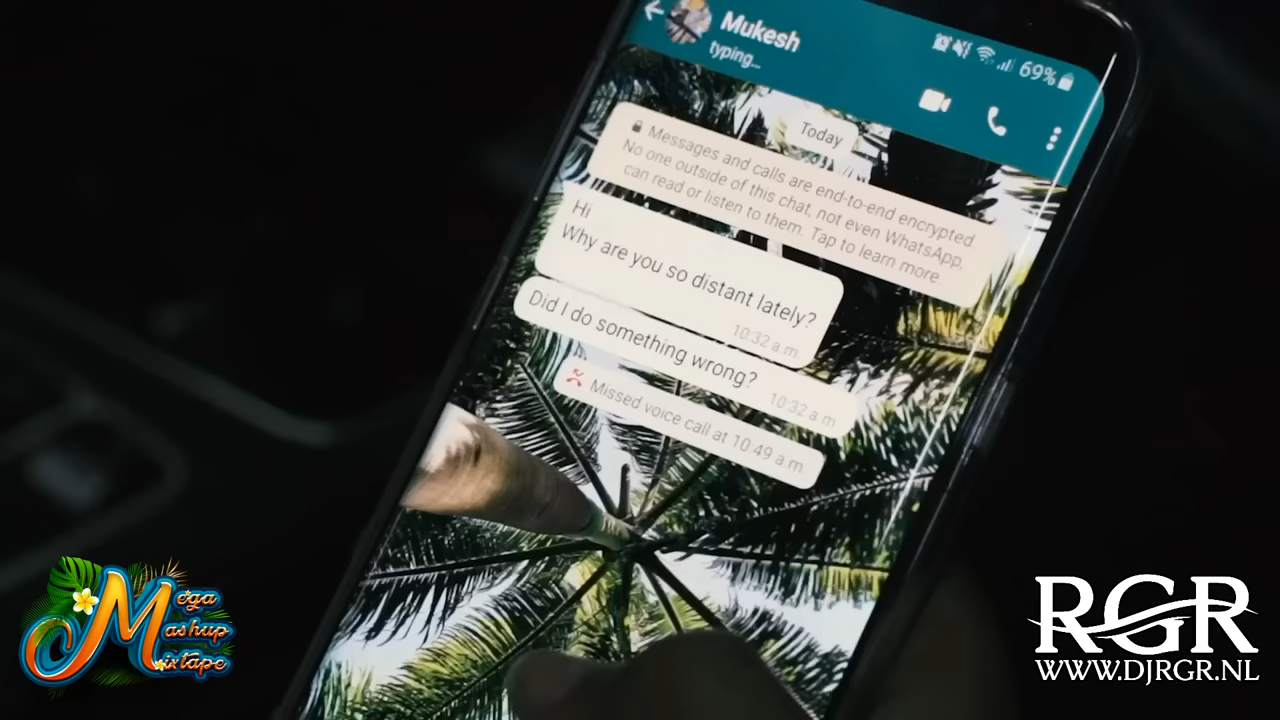 Mukesh
typing...
69%
Today
Messages and calls are end-to-end encrypted.
No one outside of this chat, not even WhatsApp,
can read or listen to them. Tap to learn more.
Hi
Why are you so distant lately?
10:32 a.m.
Did I do something wrong?
10:32 a.m.
Missed voice call at 10:49 a.m.
Mega
Mashup
Mixtape
RGR
WWW.DJRGR.NL